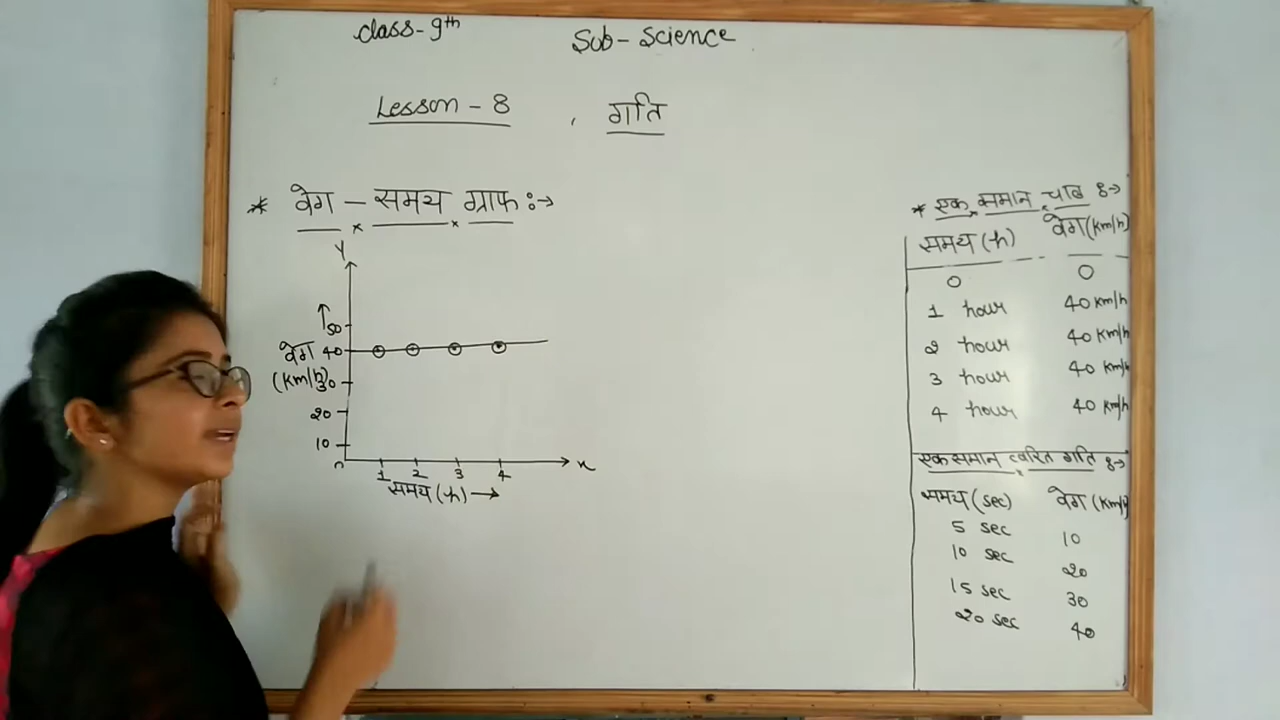 class-9th Sub-Science
Lesson-8, गति
* वेग - समय ग्राफ :->
Y
50
वेग 40
(km/h) 30
20
10
0 1 2 3 4 x
समय (h) →
* एक समान चाल :->
समय (h) वेग (km/h)
0 0
1 hour 40 km/h
2 hour 40 km/h
3 hour 40 km/h
4 hour 40 km/h
एक समान त्वरित गति :->
समय (sec) वेग (km/h)
5 sec 10
10 sec 20
15 sec 30
20 sec 40